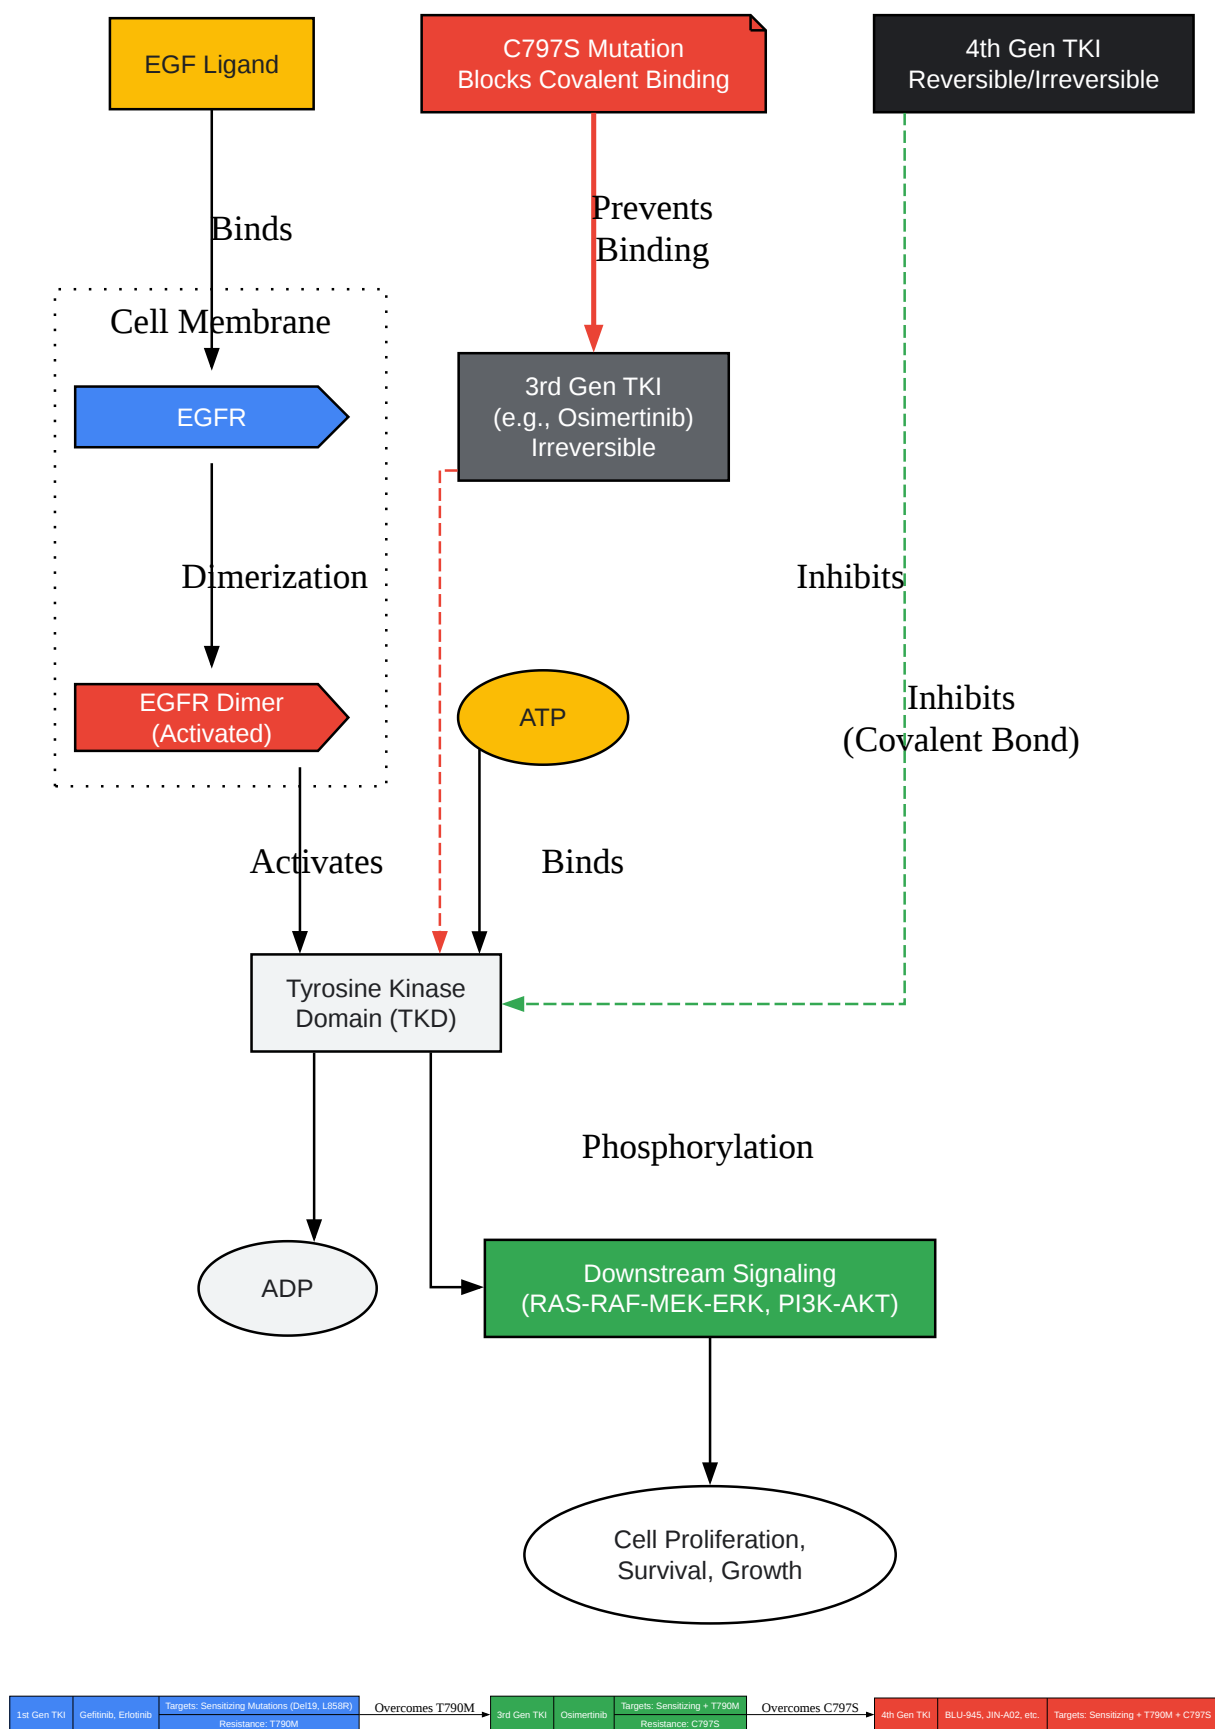 EGF Ligand
C797S Mutation
Blocks Covalent Binding
4th Gen TKI
Reversible/Irreversible
Binds
Prevents
Binding
Cell Membrane
EGFR
3rd Gen TKI
(e.g., Osimertinib)
Irreversible
Dimerization
Inhibits
EGFR Dimer
(Activated)
ATP
Inhibits
(Covalent Bond)
Activates
Binds
Tyrosine Kinase
Domain (TKD)
Phosphorylation
ADP
Downstream Signaling
(RAS-RAF-MEK-ERK, PI3K-AKT)
Cell Proliferation,
Survival, Growth
1st Gen TKI
Gefitinib, Erlotinib
Targets: Sensitizing Mutations (Del19, L858R)
Resistance: T790M
Overcomes T790M
3rd Gen TKI
Osimertinib
Targets: Sensitizing + T790M
Resistance: C797S
Overcomes C797S
4th Gen TKI
BLU-945, JIN-A02, etc.
Targets: Sensitizing + T790M + C797S